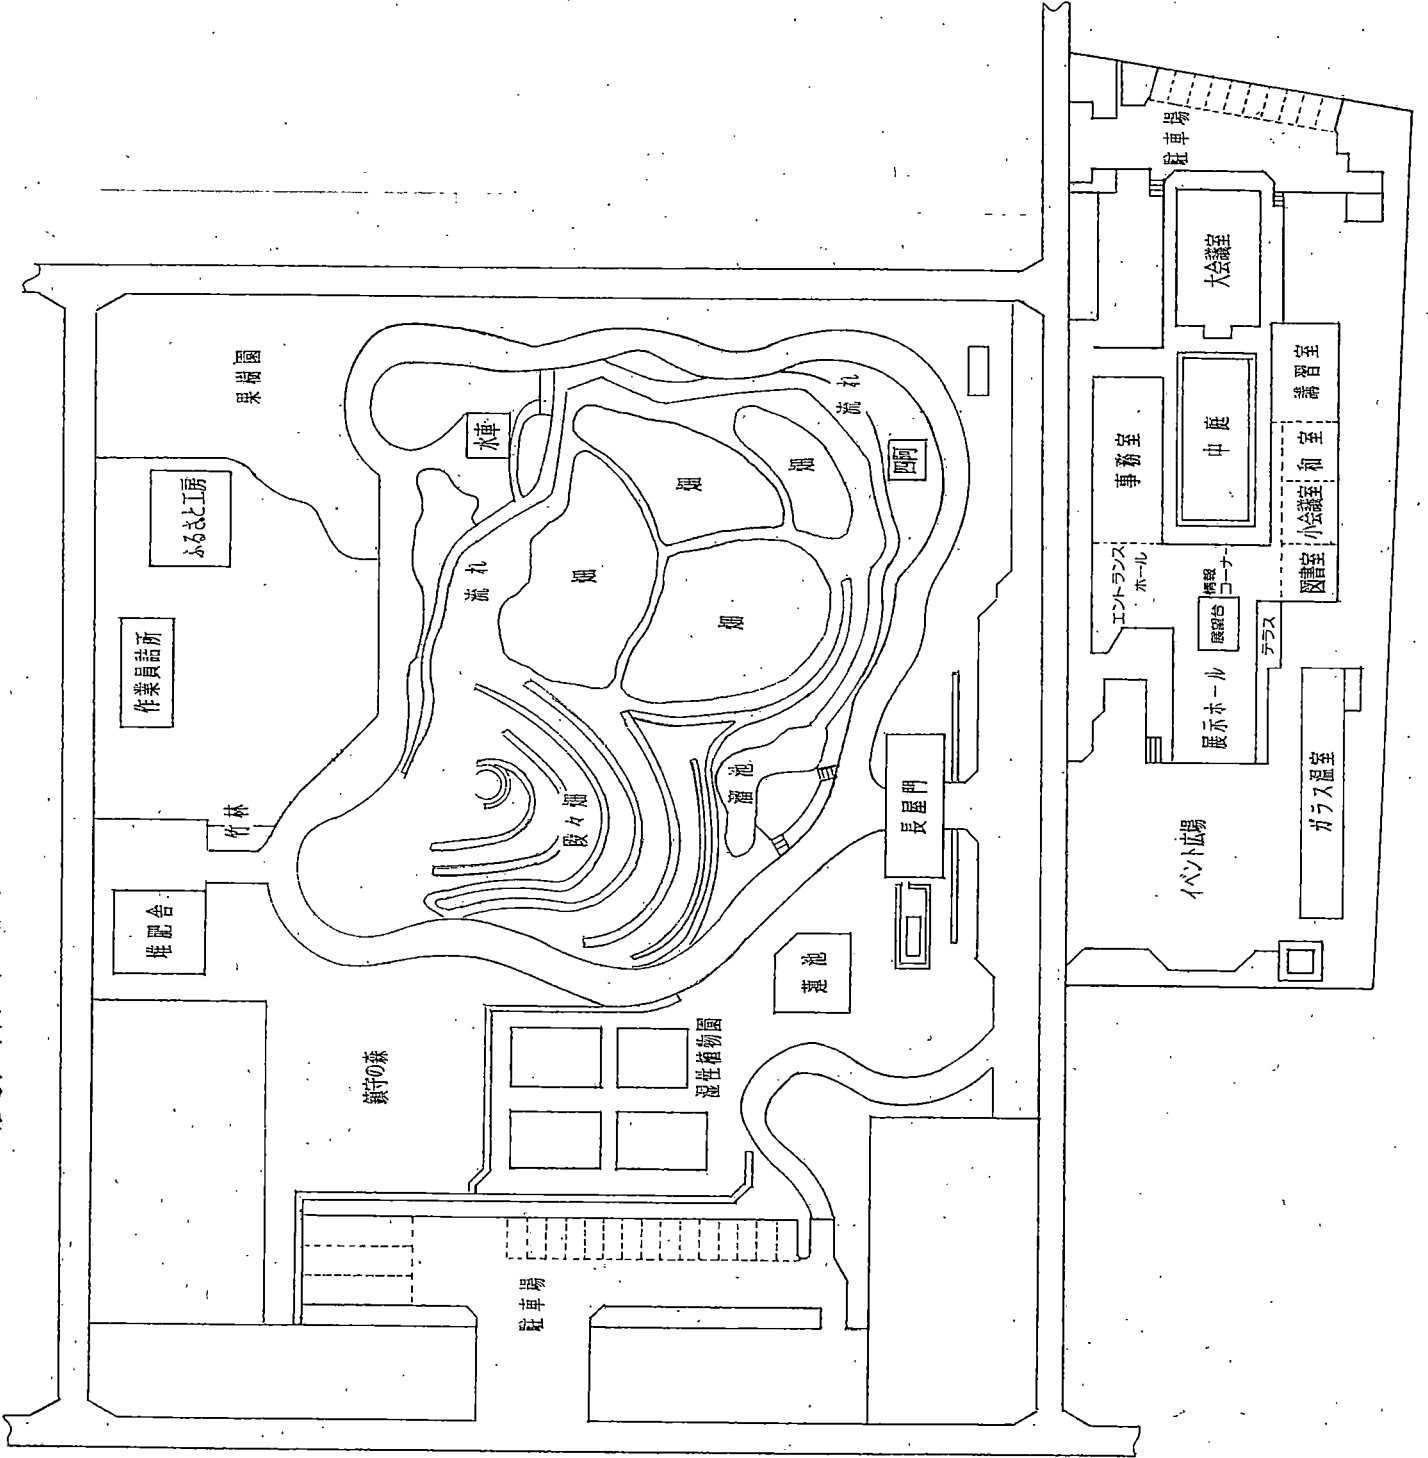 果樹園
ふるさと工房
作業員詰所
竹林
堆肥舎
鎮守の森
水車
流れ
流れ
畑
畑
畑
畑
四阿
段々畑
溜池
長屋門
蓮池
湿性植物園
駐車場
駐車場
大会議室
講習室
中庭
和室
事務室
小会議室
図書室
エントランス
ホール
情報
コーナー
展望台
テラス
展示ホール
ガラス温室
イベント広場